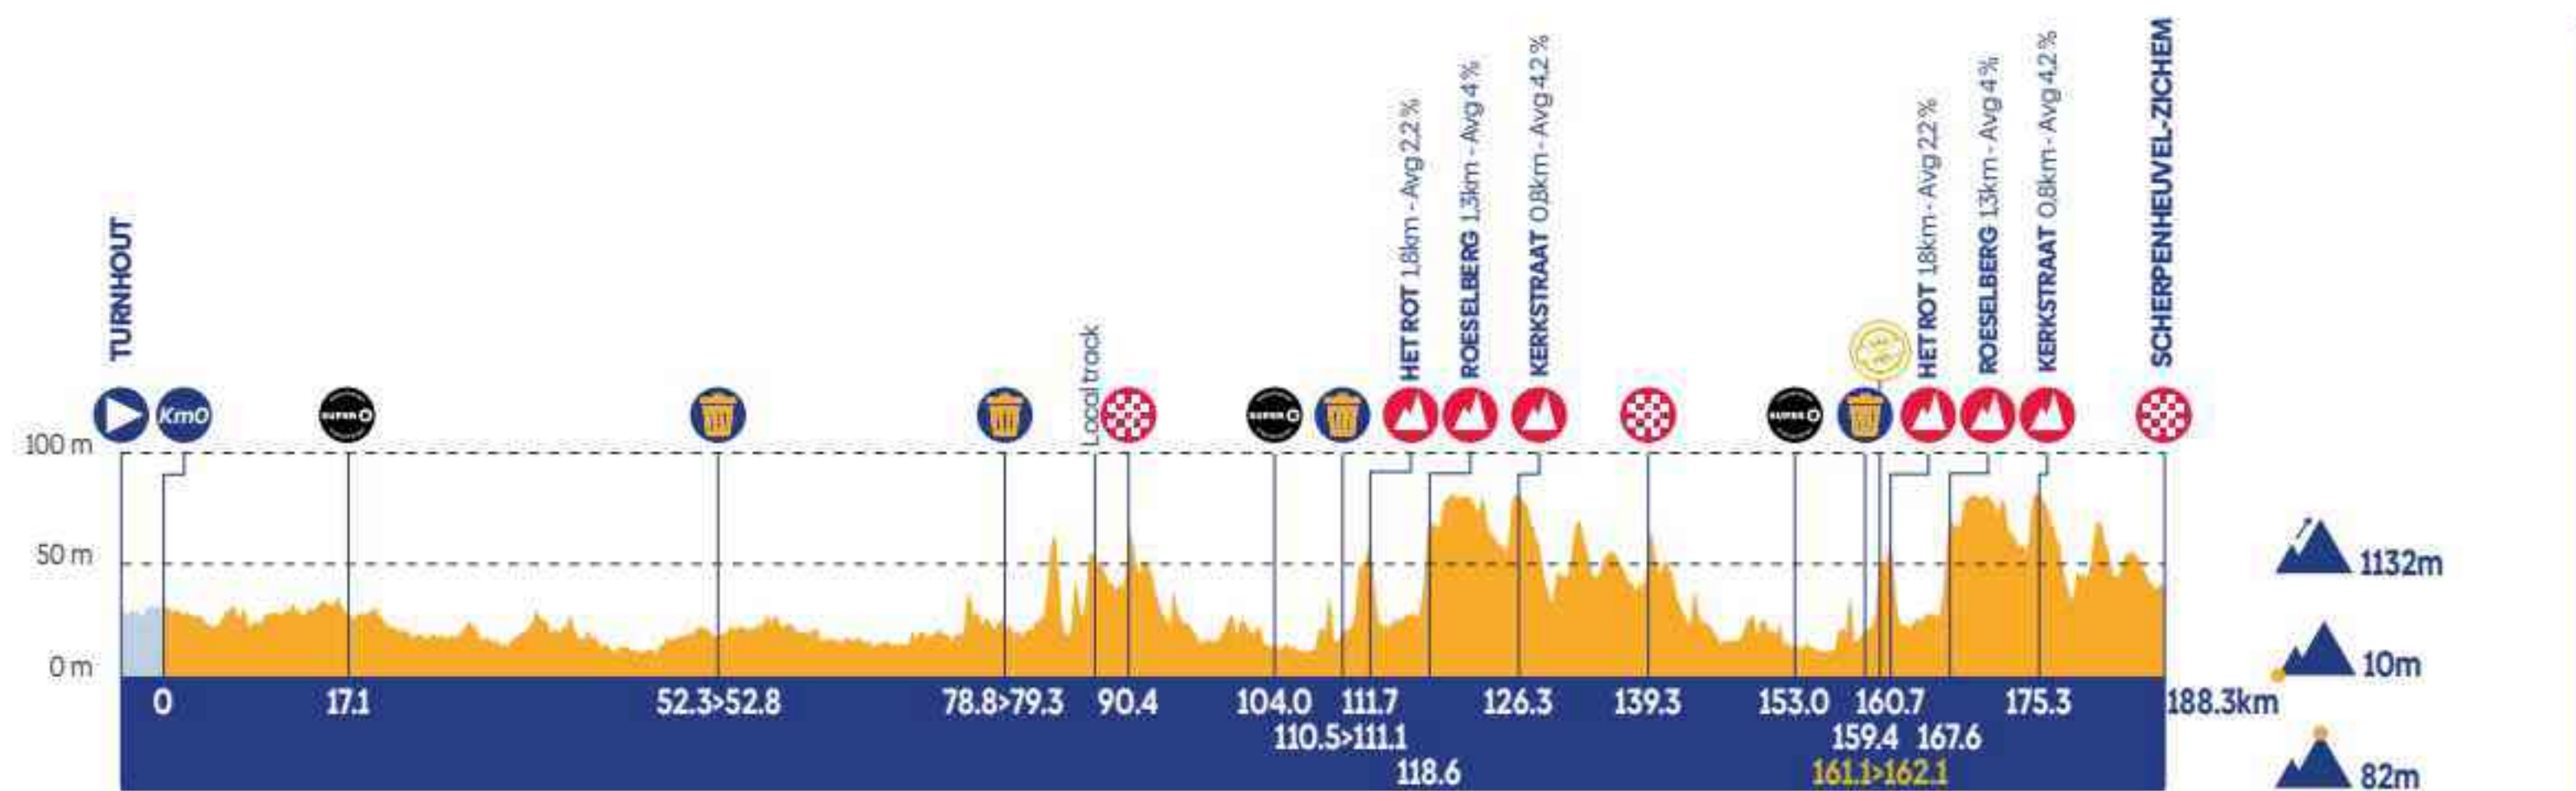 TURNHOUT
Local track
HET ROT 1,8km - Avg 2,2 %
ROESELBERG 1,3km - Avg 4 %
KERKSTRAAT 0,8km - Avg 4,2 %
HET ROT 1,8km - Avg 2,2 %
ROESELBERG 1,3km - Avg 4 %
KERKSTRAAT 0,8km - Avg 4,2 %
SCHERPENHEUVEL-ZICHEM
Km0
SUPER
SUPER
SUPER
100 m
50 m
0 m
0 17.1 52.3>52.8 78.8>79.3 90.4 104.0 111.7 126.3 139.3 153.0 160.7 175.3 188.3km
110.5>111.1 159.4 167.6
118.6 161.1>162.1
1132m
10m
82m